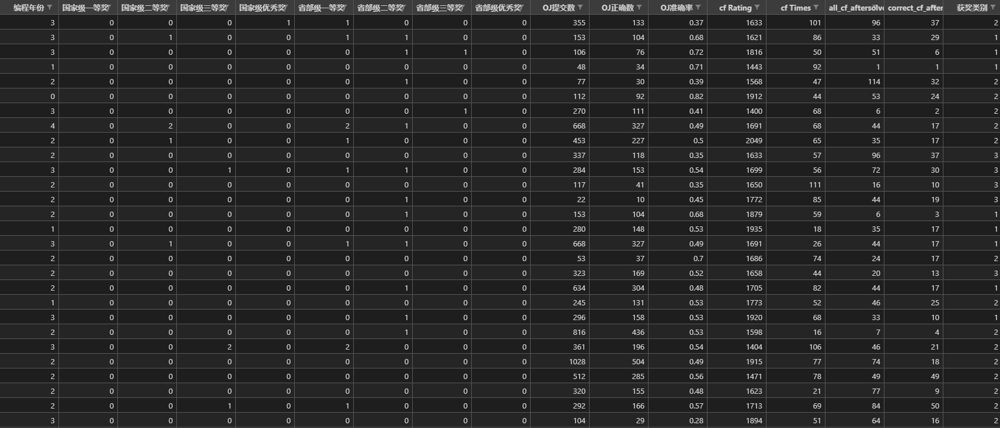 编程年份 国家级一等奖 国家级二等奖 国家级三等奖 国家级优秀奖 省部级一等奖 省部级二等奖 省部级三等奖 省部级优秀奖 OJ提交数 OJ正确数 OJ准确率 cf Rating cf Times all_cf_aftersolve correct_cf_after 获奖类别
3 0 0 0 1 1 0 0 0 355 133 0.37 1633 101 96 37 2
3 0 1 0 0 1 1 0 0 153 104 0.68 1621 86 33 29 1
3 0 0 0 0 0 1 1 0 106 76 0.72 1816 50 51 6 1
1 0 0 0 0 0 0 0 0 48 34 0.71 1443 92 1 1 1
2 0 0 0 0 0 1 0 0 77 30 0.39 1568 47 114 32 2
0 0 0 0 0 0 0 0 0 112 92 0.82 1912 44 53 24 2
3 0 0 0 0 0 0 1 0 270 111 0.41 1400 68 6 2 2
4 0 2 0 0 2 1 0 0 668 327 0.49 1691 68 44 17 2
2 0 1 0 0 1 0 0 0 453 227 0.5 2049 65 35 17 2
2 0 0 0 0 0 0 0 0 337 118 0.35 1633 57 96 37 3
3 0 0 1 0 1 1 0 0 284 153 0.54 1699 56 72 30 3
2 0 0 0 0 0 0 0 0 117 41 0.35 1650 111 16 10 3
2 0 0 0 0 0 1 0 0 22 10 0.45 1772 85 44 19 3
2 0 0 0 0 0 1 0 0 153 104 0.68 1879 59 6 3 1
1 0 0 0 0 0 0 0 0 280 148 0.53 1935 18 35 17 1
3 0 1 0 0 1 1 0 0 668 327 0.49 1691 26 44 17 1
2 0 0 0 0 0 0 0 0 53 37 0.7 1686 74 24 17 2
2 0 0 0 0 0 0 0 0 323 169 0.52 1658 44 20 13 3
2 0 0 0 0 0 1 0 0 634 304 0.48 1705 82 44 17 1
1 0 0 0 0 0 0 0 0 245 131 0.53 1773 52 46 25 2
3 0 0 0 0 0 1 0 0 296 158 0.53 1920 68 33 10 1
2 0 0 0 0 0 1 0 0 816 436 0.53 1598 16 7 4 2
3 0 0 2 0 2 0 0 0 361 196 0.54 1404 106 46 21 2
2 0 0 0 0 0 0 0 0 1028 504 0.49 1915 77 74 18 2
2 0 0 0 0 0 0 0 0 512 285 0.56 1471 78 49 49 2
2 0 0 0 0 0 0 0 0 320 155 0.48 1623 21 77 9 2
2 0 0 1 0 1 0 0 0 292 166 0.57 1713 69 84 50 2
3 0 0 0 0 0 0 0 0 104 29 0.28 1894 51 64 16 2